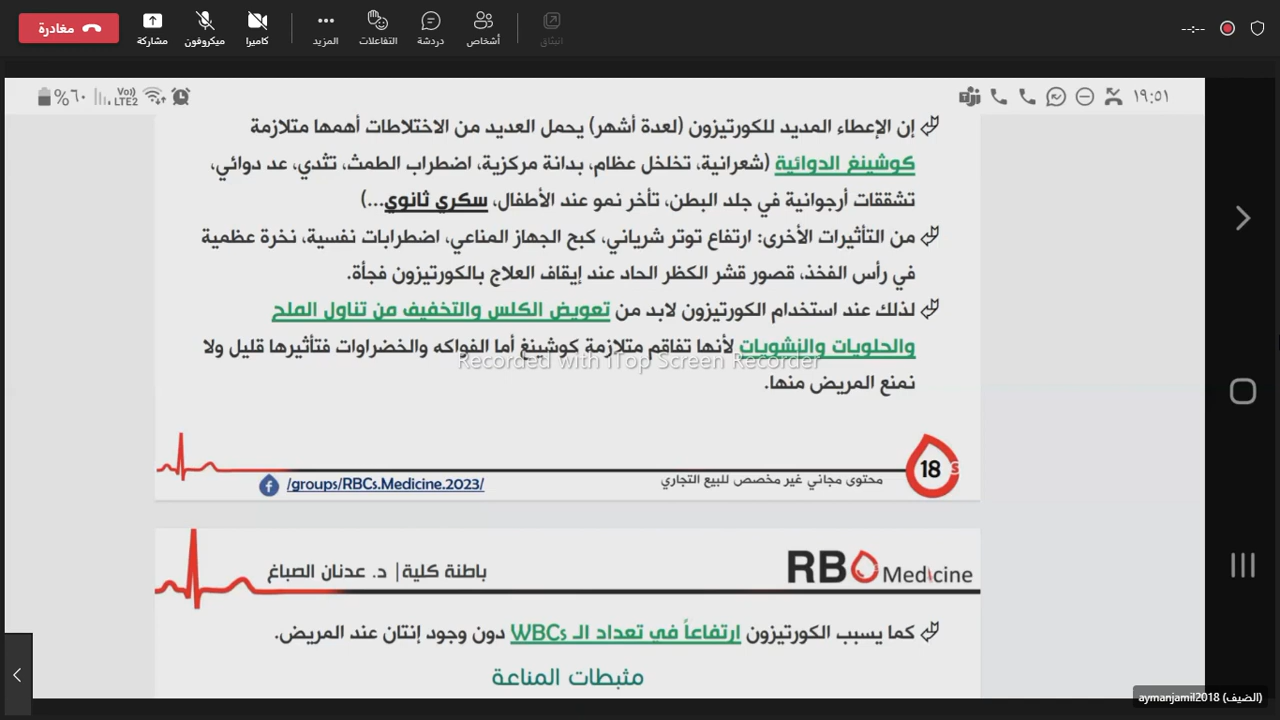 مغادرة
مشاركة
ميكروفون
كاميرا
المزيد
التفاعلات
دردشة
أشخاص
انبثاق
--:--
%٦٠
Vo)) LTE2
١٩:٥١
إن الإعطاء المديد للكورتيزون (لعدة أشهر) يحمل العديد من الاختلاطات أهمها متلازمة
كوشينغ الدوائية (شعرانية، تخلخل عظام، بدانة مركزية، اضطراب الطمث، تثدي، عد دوائي،
تشققات أرجوانية في جلد البطن، تأخر نمو عند الأطفال، سكري ثانوي...)
من التأثيرات الأخرى: ارتفاع توتر شرياني، كبح الجهاز المناعي، اضطرابات نفسية، نخرة عظمية
في رأس الفخذ، قصور قشر الكظر الحاد عند إيقاف العلاج بالكورتيزون فجأة.
لذلك عند استخدام الكورتيزون لابد من تعويض الكلس والتخفيف من تناول الملح
والحلويات والنشويات لأنها تفاقم متلازمة كوشينغ أما الفواكه والخضراوات فتأثيرها قليل ولا
Recorded with iTop Screen Recorder
نمنع المريض منها.
18
محتوى مجاني غير مخصص للبيع التجاري
/groups/RBCs.Medicine.2023/
RB Medicine
باطنة كلية| د. عدنان الصباغ
كما يسبب الكورتيزون ارتفاعاً في تعداد الـ WBCs دون وجود إنتان عند المريض.
مثبطات المناعة
aymanjamil2018 (الضيف)